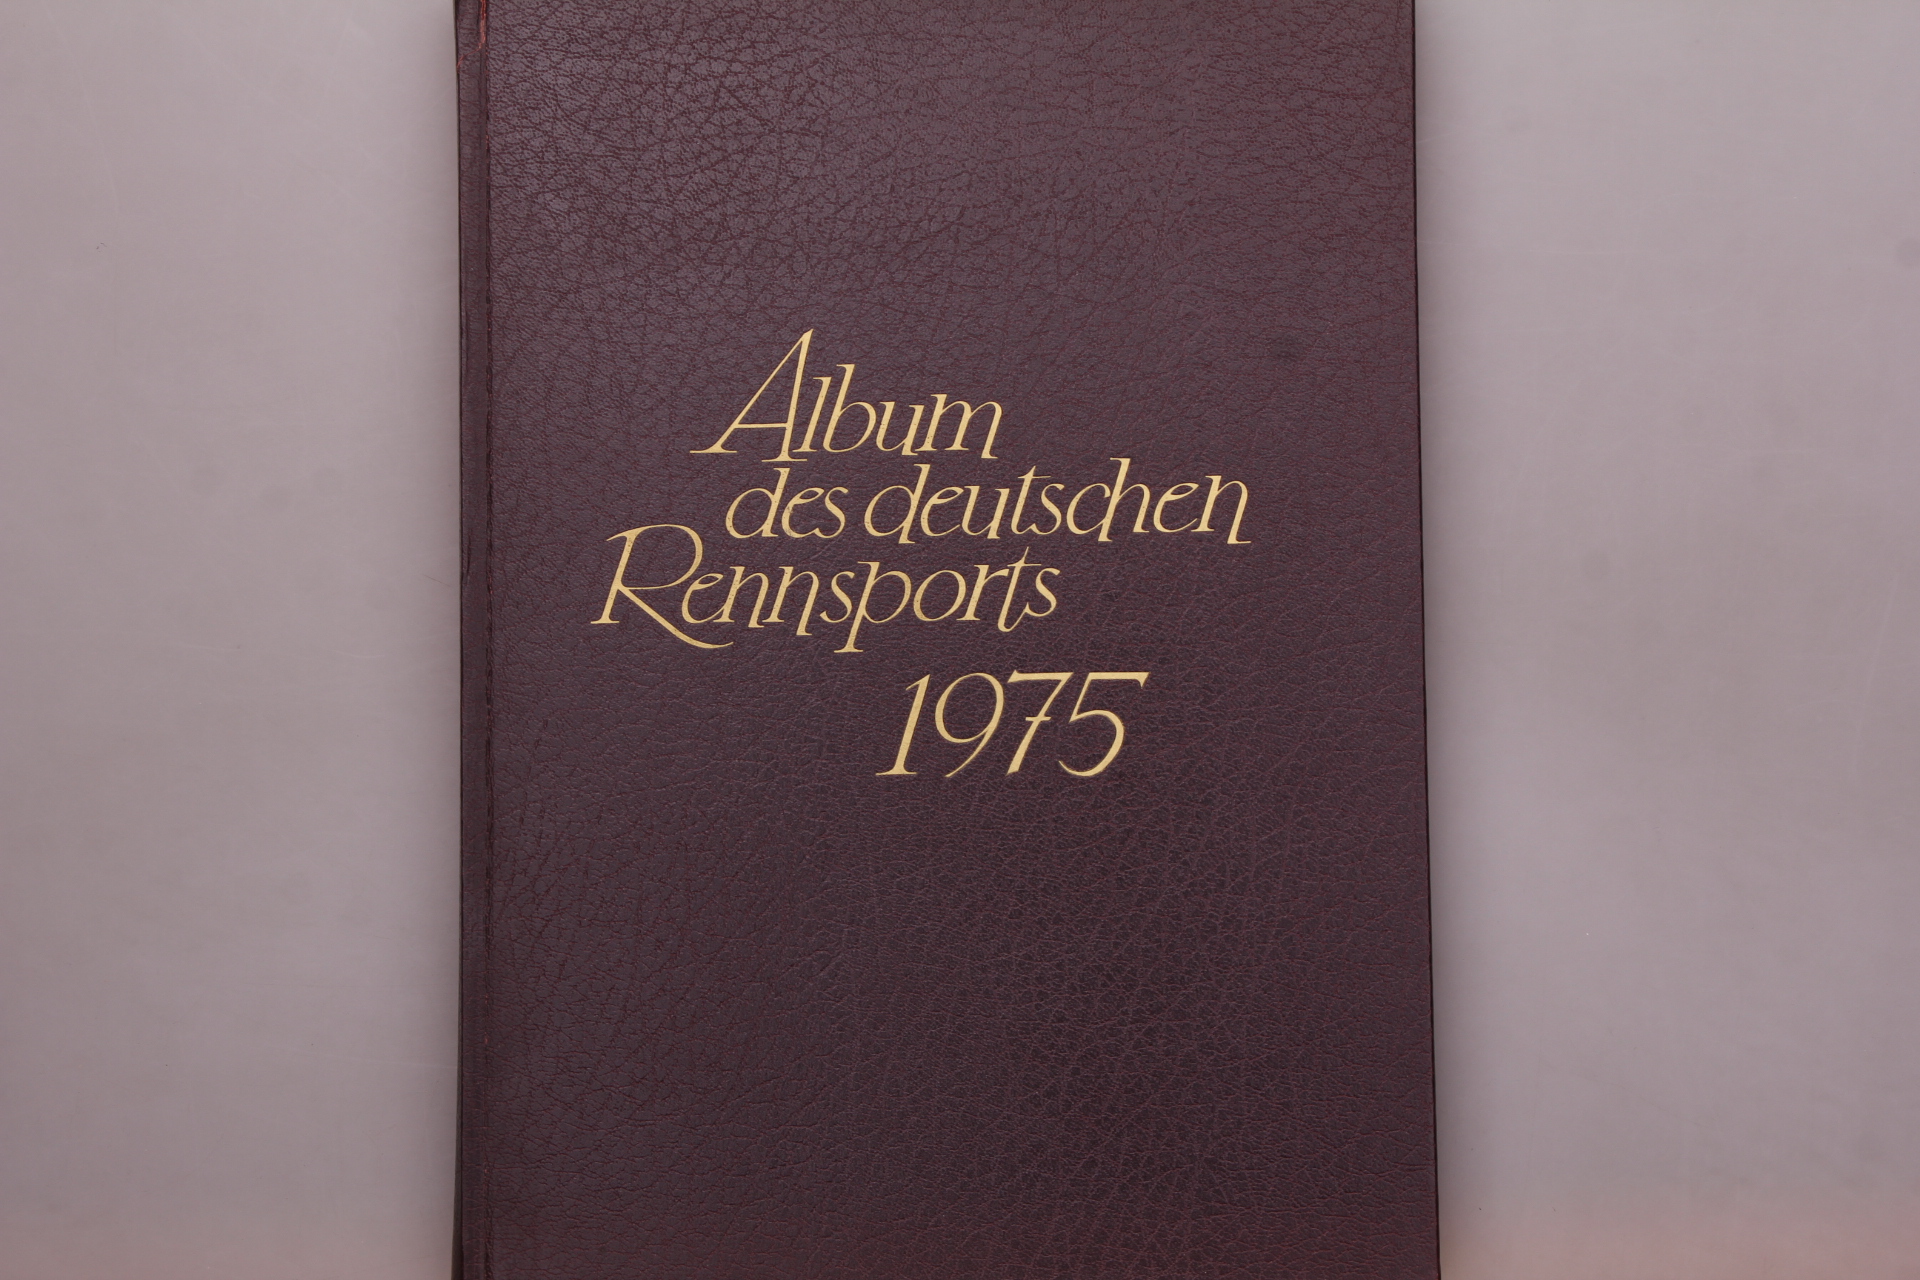 Album
des deutschen
Rennsports
1975